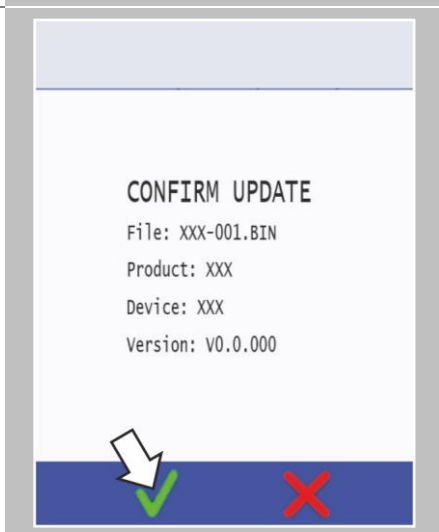 CONFIRM UPDATE
File: XXX-001.BIN
Product: XXX
Device: XXX
Version: V0.0.000